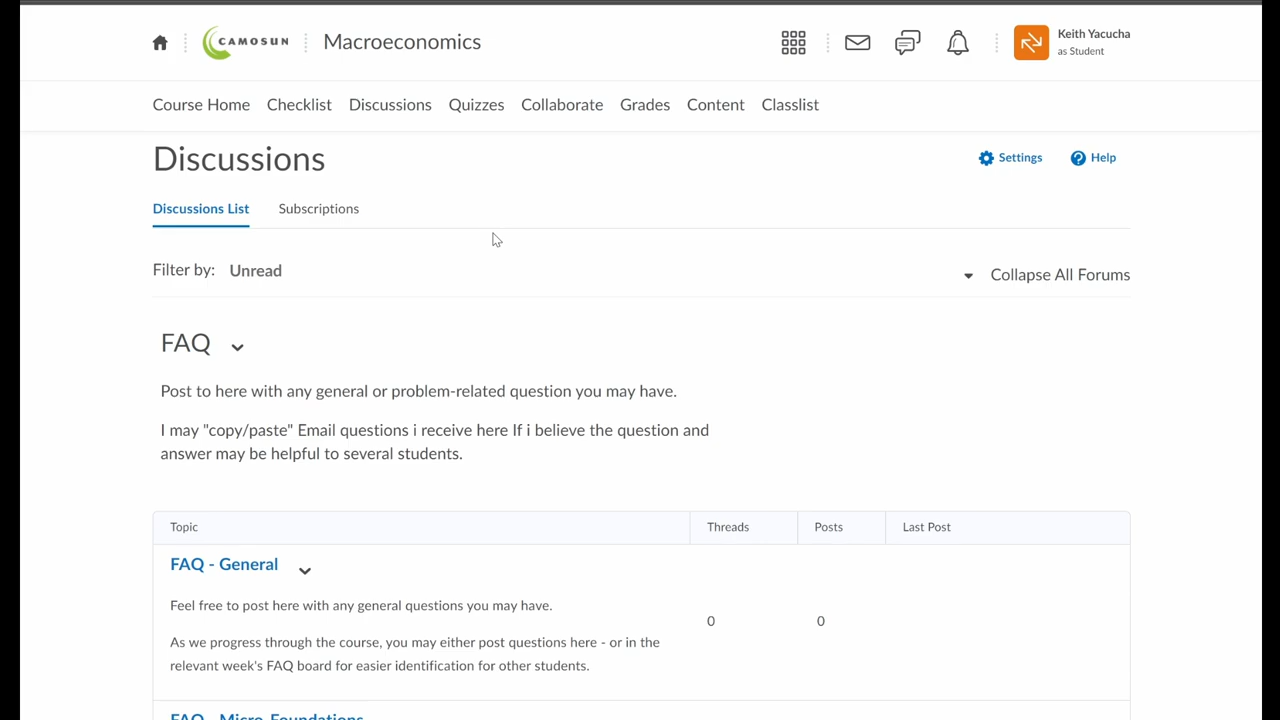 CAMOSUN
Macroeconomics
Keith Yacucha
as Student
Course Home Checklist Discussions Quizzes Collaborate Grades Content Classlist
Discussions
Settings
Help
Discussions List
Subscriptions
Filter by: Unread
Collapse All Forums
FAQ
Post to here with any general or problem-related question you may have.
I may "copy/paste" Email questions i receive here If i believe the question and
answer may be helpful to several students.
Topic Threads Posts Last Post
FAQ - General
Feel free to post here with any general questions you may have.
As we progress through the course, you may either post questions here - or in the
relevant week's FAQ board for easier identification for other students.
0 0
FAQ - Micro-Foundations